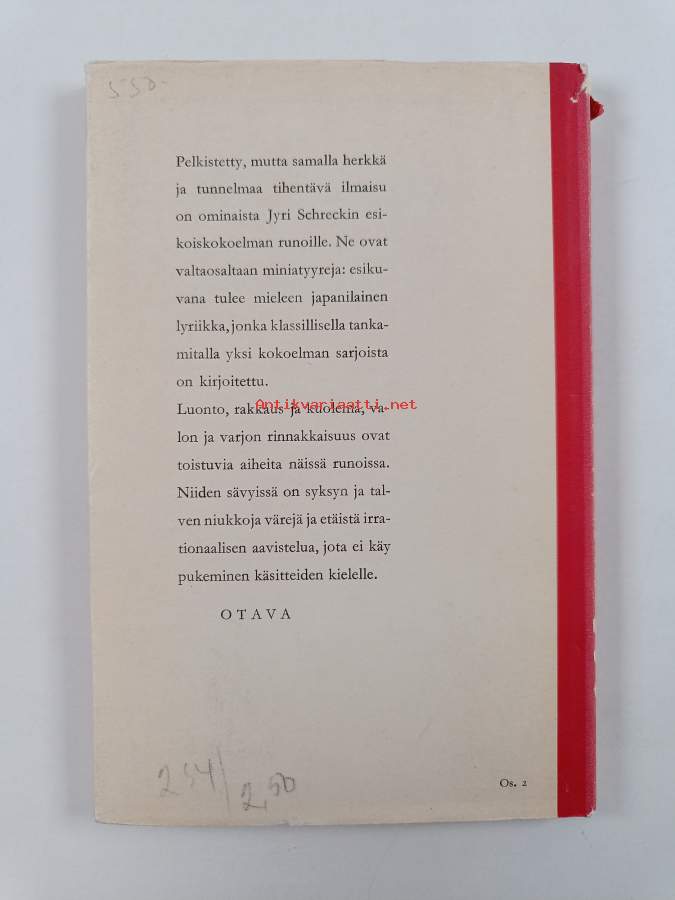 550-
Pelkistetty, mutta samalla herkkä
ja tunnelmaa tihentävä ilmaisu
on ominaista Jyri Schreckin esi-
koiskokoelman runoille. Ne ovat
valtaosaltaan miniatyyreja: esiku-
vana tulee mieleen japanilainen
lyriikka, jonka klassillisella tanka-
mitalla yksi kokoelman sarjoista
on kirjoitettu.
Antikvariaatti.net
Luonto, rakkaus ja kuolema, va-
lon ja varjon rinnakkaisuus ovat
toistuvia aiheita näissä runoissa.
Niiden sävyissä on syksyn ja tal-
ven niukkoja värejä ja etäistä irra-
tionaalisen aavistelua, jota ei käy
pukeminen käsitteiden kielelle.
OTAVA
254/
2,50
Os. 2